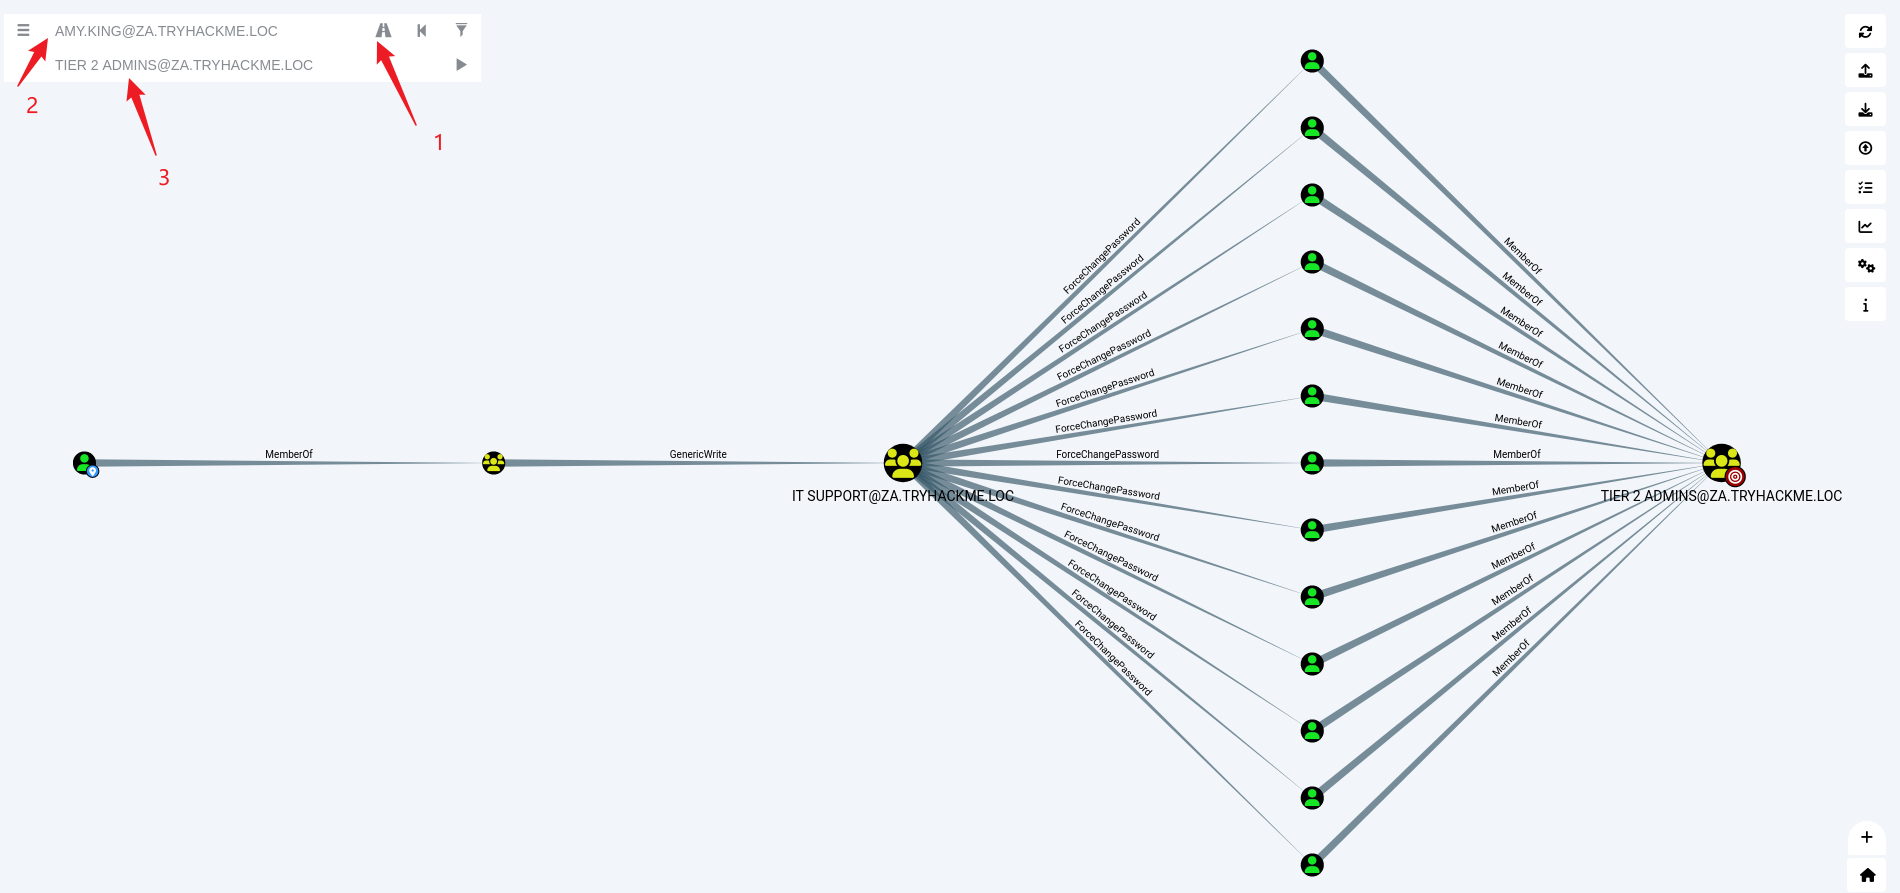 AMY.KING@ZA.TRYHACKME.LOC
TIER 2 ADMINS@ZA.TRYHACKME.LOC
2
1
3
ForceChangePassword
MemberOf
ForceChangePassword
MemberOf
ForceChangePassword
MemberOf
ForceChangePassword
MemberOf
ForceChangePassword
MemberOf
ForceChangePassword
MemberOf
MemberOf
GenericWrite
ForceChangePassword
MemberOf
IT SUPPORT@ZA.TRYHACKME.LOC
TIER 2 ADMINS@ZA.TRYHACKME.LOC
ForceChangePassword
MemberOf
ForceChangePassword
MemberOf
ForceChangePassword
MemberOf
ForceChangePassword
MemberOf
ForceChangePassword
MemberOf
ForceChangePassword
MemberOf